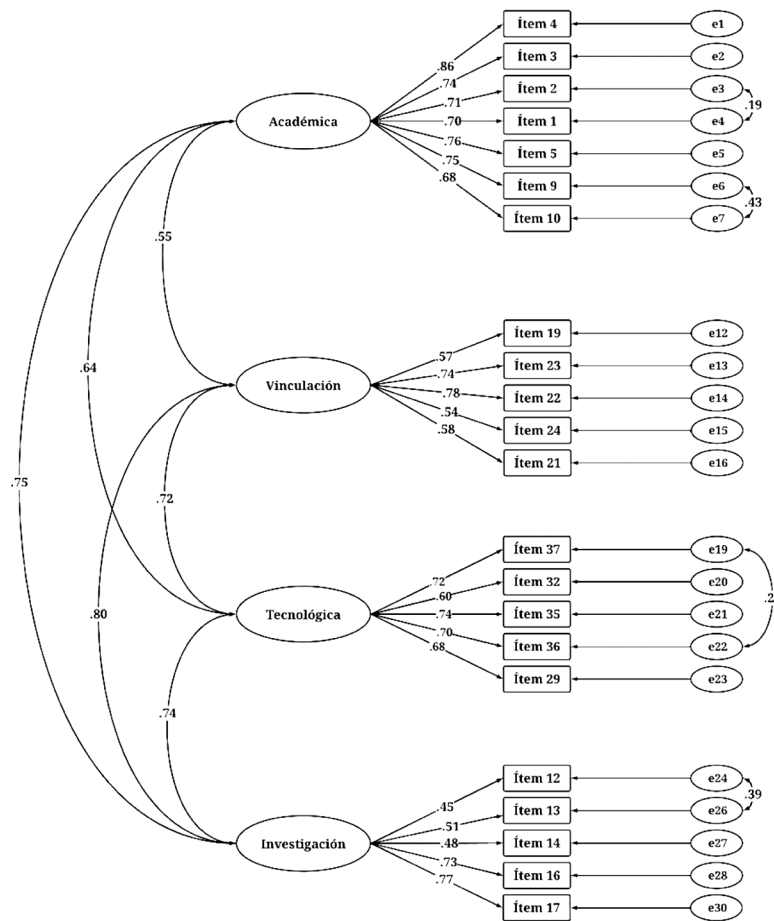 Ítem 4 e1
.86
Ítem 3 e2
.74
Ítem 2 e3
.71
.19
Académica .70 Ítem 1 e4
.76
Ítem 5 e5
.75
Ítem 9 e6
.68
.43
Ítem 10 e7
.55
Ítem 19 e12
.57
Ítem 23 e13
.64
.74
Vinculación .78 Ítem 22 e14
.54
Ítem 24 e15
.58
Ítem 21 e16
.75
.72
Ítem 37 e19
.72
Ítem 32 e20
.60
.2
.80
Tecnológica .74 Ítem 35 e21
.70
Ítem 36 e22
.68
Ítem 29 e23
.74
Ítem 12 e24
.39
.45
Ítem 13 e26
.51
Investigación .48 Ítem 14 e27
.73
Ítem 16 e28
.77
Ítem 17 e30